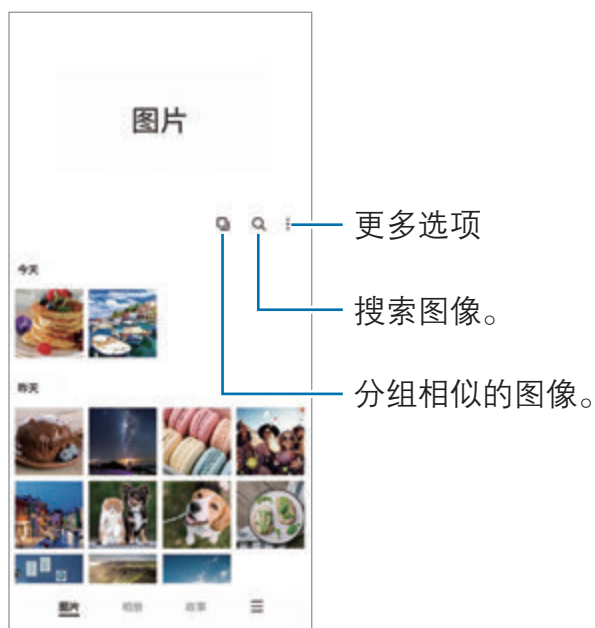 图片
更多选项
今天
搜索图像。
昨天
分组相似的图像。
图片 相册 故事